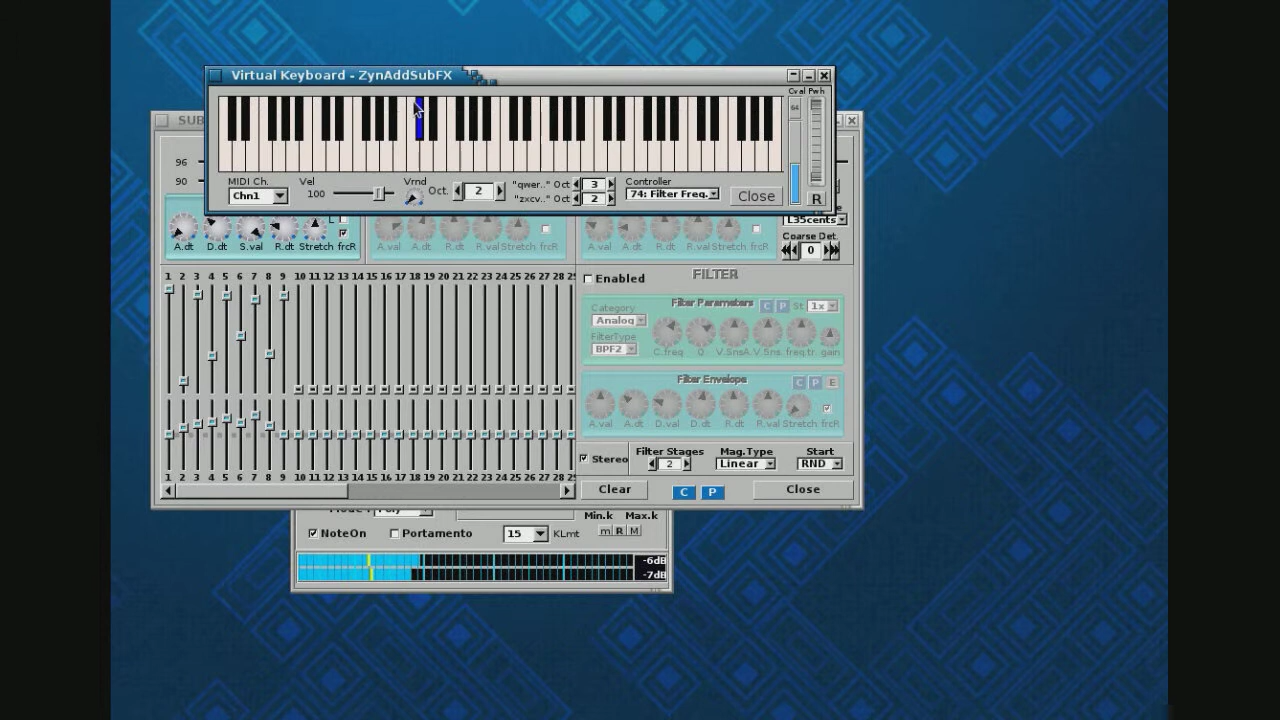 Virtual Keyboard - ZynAddSubFX
Cval Pwh
64
SUB
96
90
MIDI Ch. Vel Vrnd "qwer.." Oct 3 Controller
Chn1 100 Oct. 2 "zxcv.." Oct 2 74: Filter Freq. Close R
L L35cents
A.dt D.dt S.val R.dt Stretch frcR A.val A.dt R.dt R.val Stretch frcR A.val A.dt R.dt R.val Stretch frcR
Coarse Det.
0
1 2 3 4 5 6 7 8 9 10 11 12 13 14 15 16 17 18 19 20 21 22 23 24 25 26 27 28 29
Enabled FILTER
Filter Parameters C P St 1x
Category
Analog
FilterType
BPF2
C.freq Q V.SnsA. V.Sns. freq.tr. gain
Filter Envelope C P E
A.val A.dt D.val D.dt R.dt R.val Stretch frcR
Stereo Filter Stages Mag.Type Start
2 Linear RND
1 2 3 4 5 6 7 8 9 10 11 12 13 14 15 16 17 18 19 20 21 22 23 24 25 26 27 28
Clear C P Close
Min.k Max.k
NoteOn Portamento 15 KLmt m R M
-6dB
-7dB